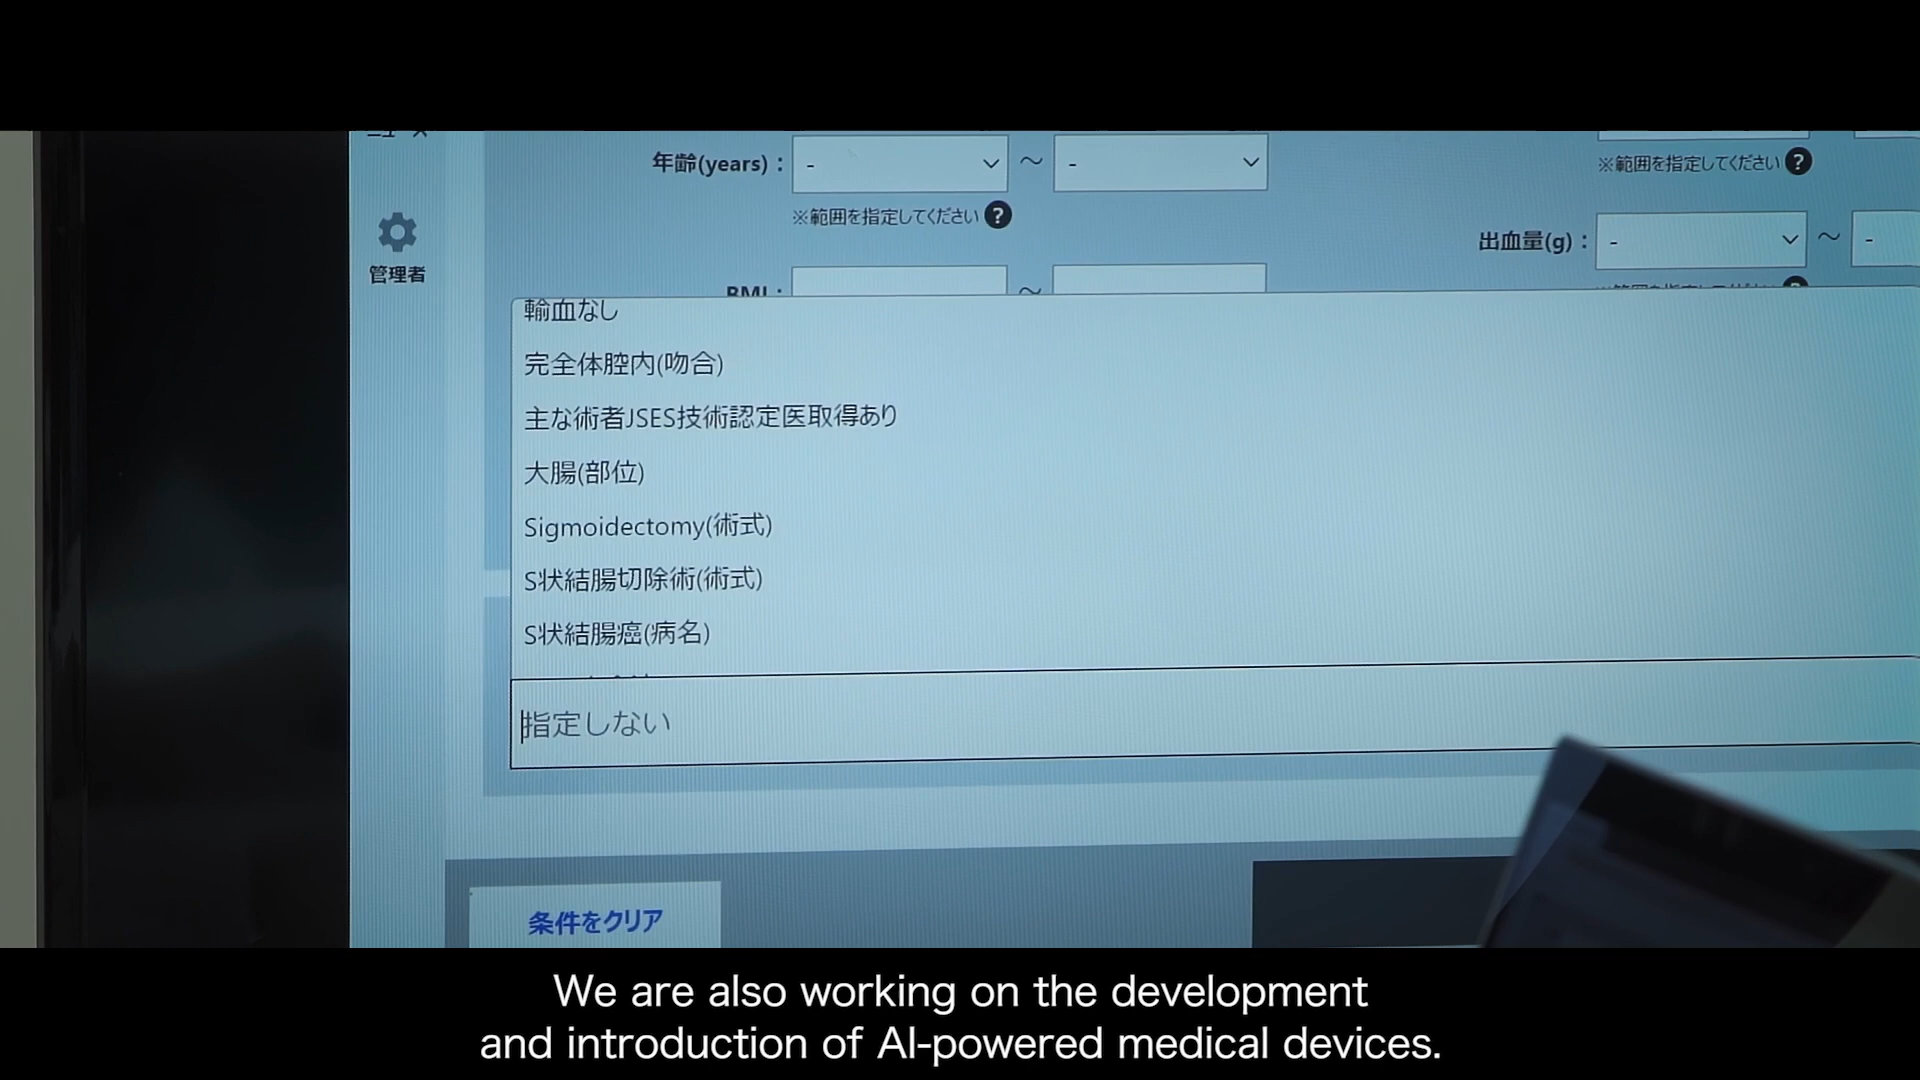 年齢(years) : - ～ -
※範囲を指定してください ?
※範囲を指定してください ?
管理者
出血量(g) : - ～ -
BMI : ～
輸血なし
完全体腔内(吻合)
主な術者JSES技術認定医取得あり
大腸(部位)
Sigmoidectomy(術式)
S状結腸切除術(術式)
S状結腸癌(病名)
指定しない
条件をクリア
We are also working on the development
and introduction of AI-powered medical devices.